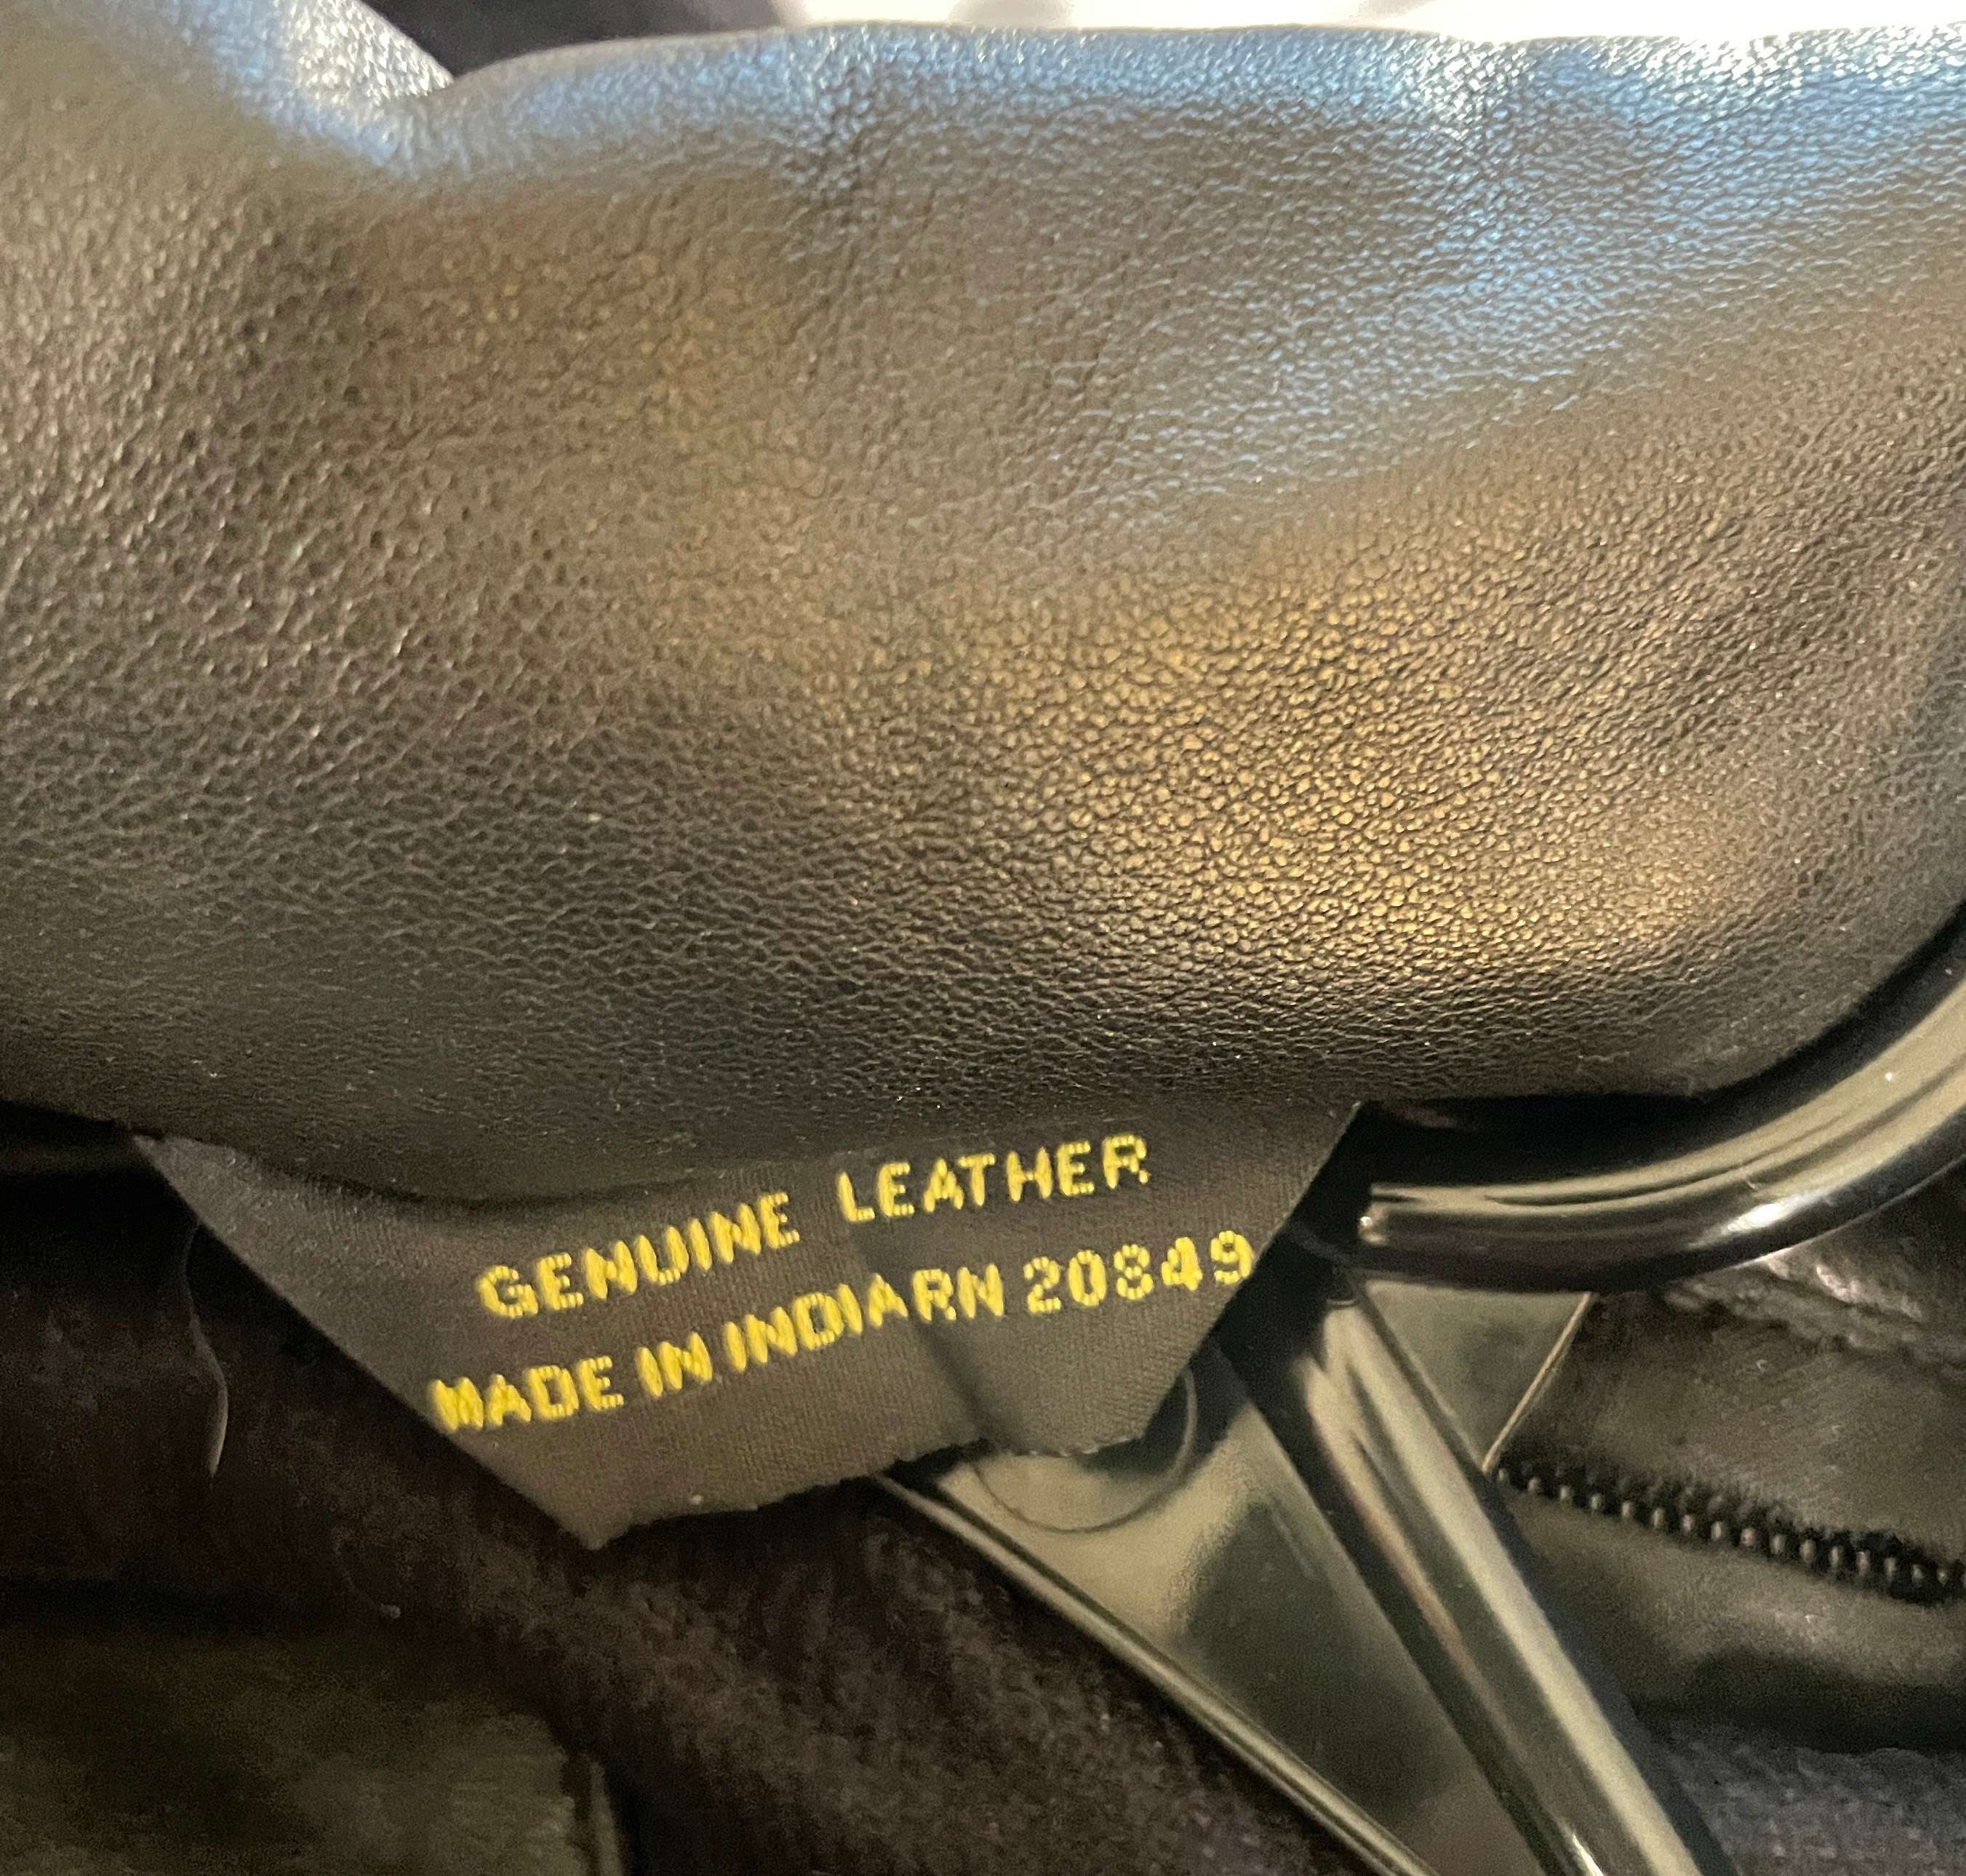 GENUINE LEATHER
MADE IN INDIARN 20849